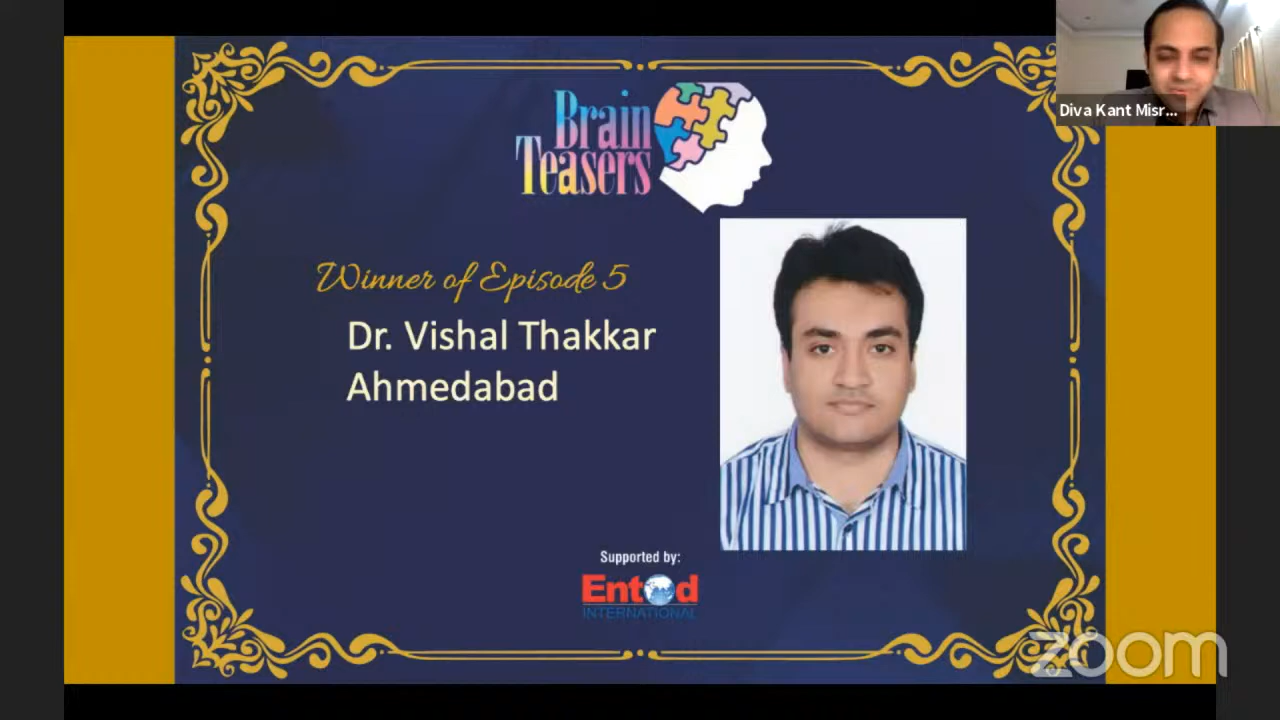 Diva Kant Misr...
Brain
Teasers
Winner of Episode 5
Dr. Vishal Thakkar
Ahmedabad
Supported by:
Entod
INTERNATIONAL
zoom